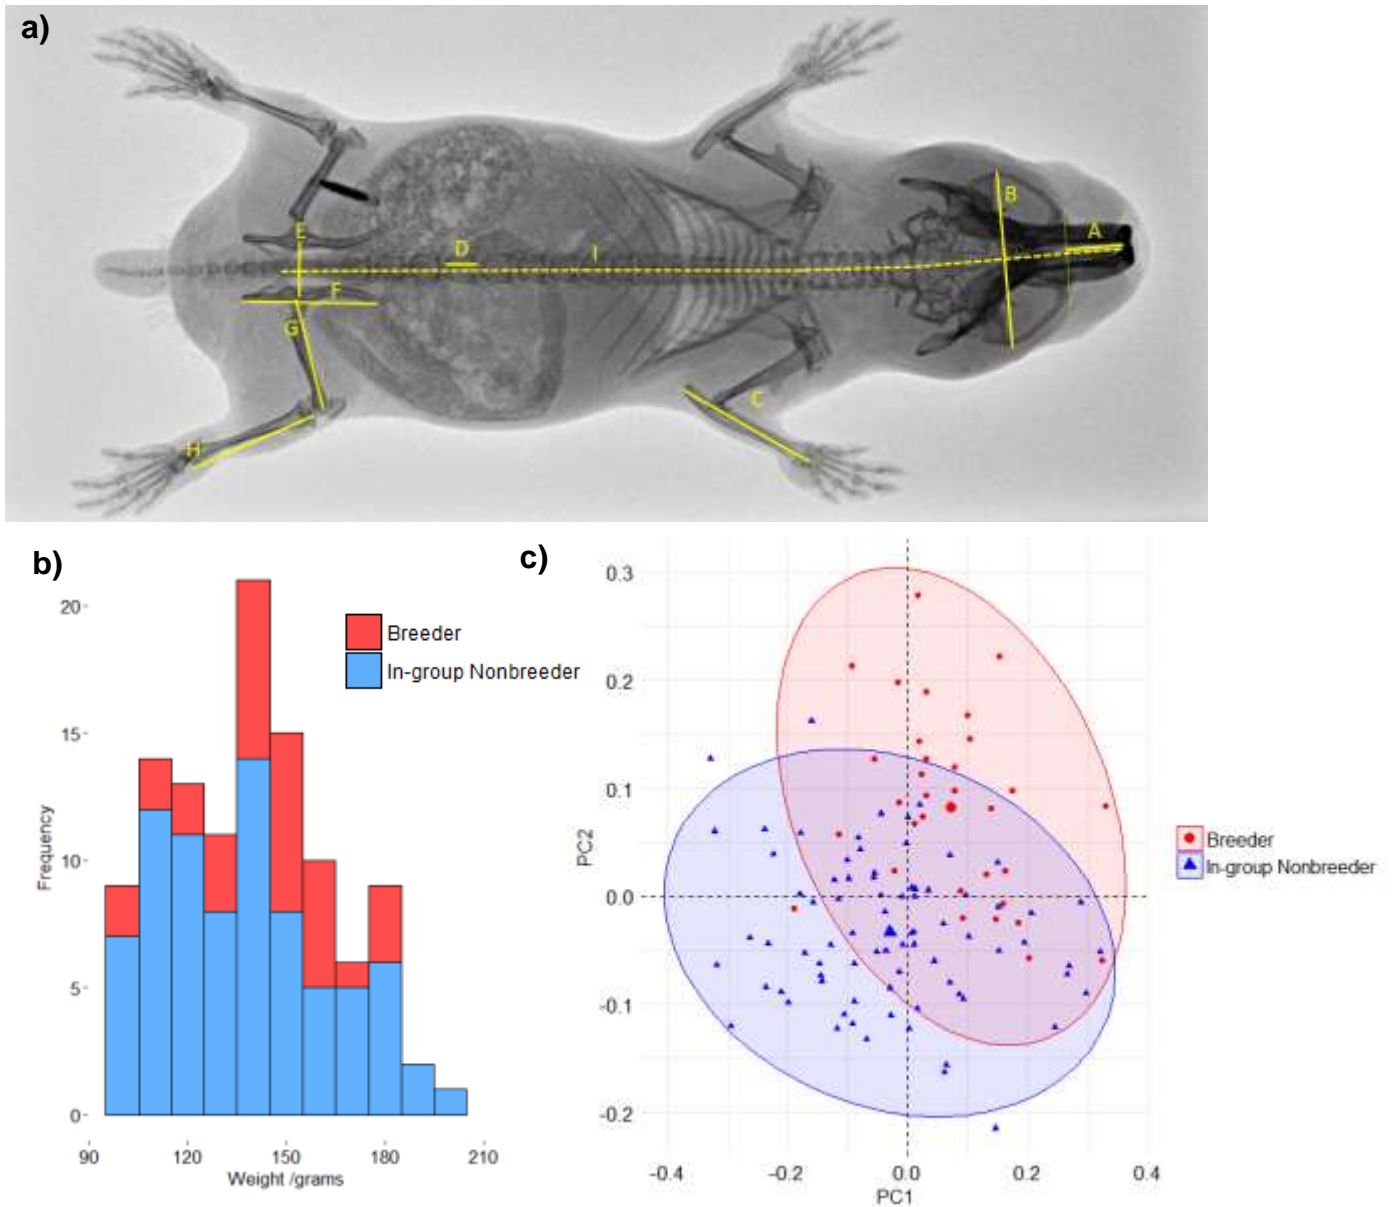 a)
B
A
E
D
I
F
G
C
H
b)
c)
20
15
10
5
0
Frequency
90
120
150
180
210
Weight /grams
Breeder
In-group Nonbreeder
0.3
0.2
0.1
0.0
-0.1
-0.2
PC2
-0.4
-0.2
0.0
0.2
0.4
PC1
Breeder
In-group Nonbreeder